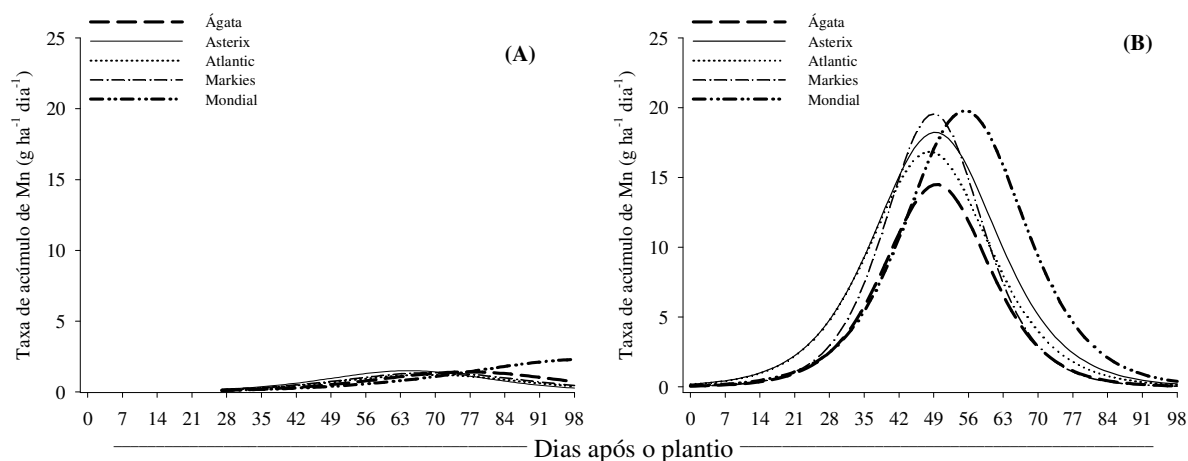 Ágata
Asterix
Atlantic
Markies
Mondial
(A)
Taxa de acúmulo de Mn (g ha⁻¹ dia⁻¹)
25
20
15
10
5
0
0 7 14 21 28 35 42 49 56 63 70 77 84 91 98
Ágata
Asterix
Atlantic
Markies
Mondial
(B)
Taxa de acúmulo de Mn (g ha⁻¹ dia⁻¹)
25
20
15
10
5
0
0 7 14 21 28 35 42 49 56 63 70 77 84 91 98
Dias após o plantio